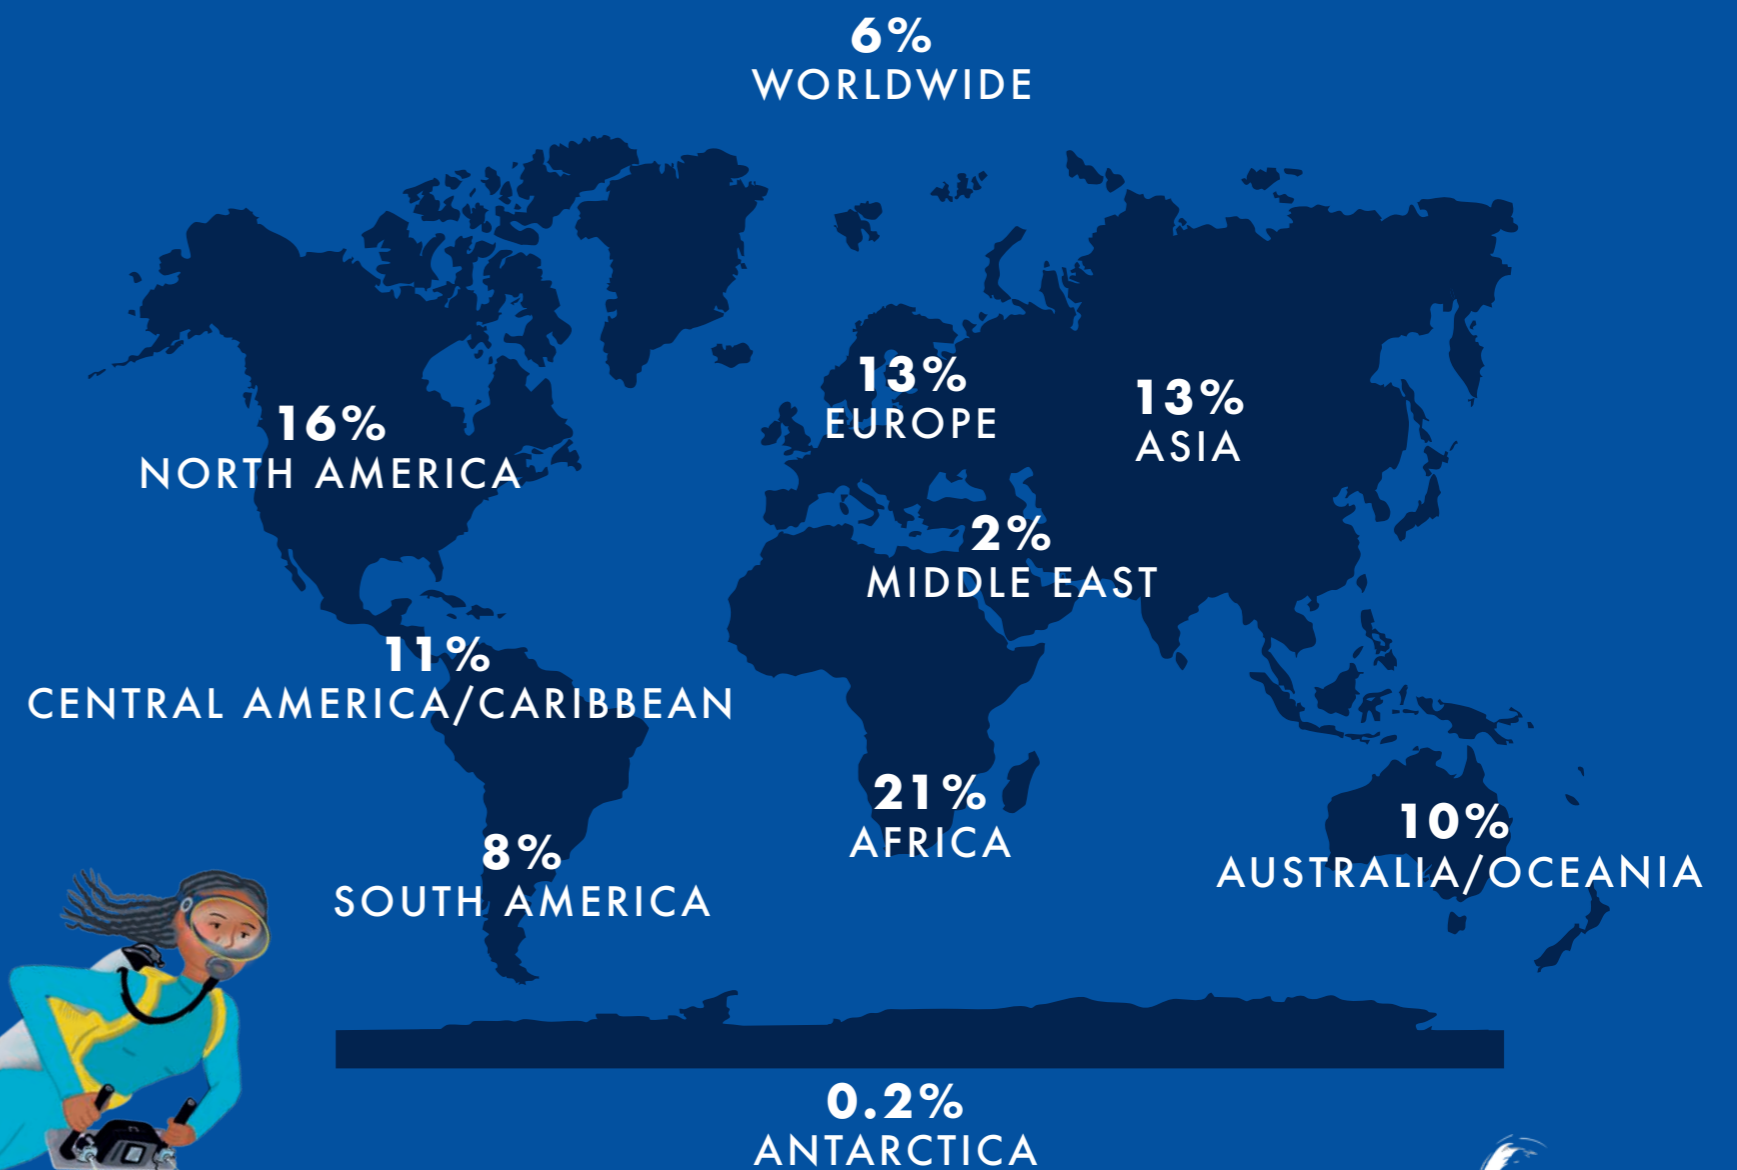 6%
WORLDWIDE
13%
EUROPE
13%
ASIA
16%
NORTH AMERICA
2%
MIDDLE EAST
11%
CENTRAL AMERICA/CARIBBEAN
21%
AFRICA
10%
AUSTRALIA/OCEANIA
8%
SOUTH AMERICA
0.2%
ANTARCTICA